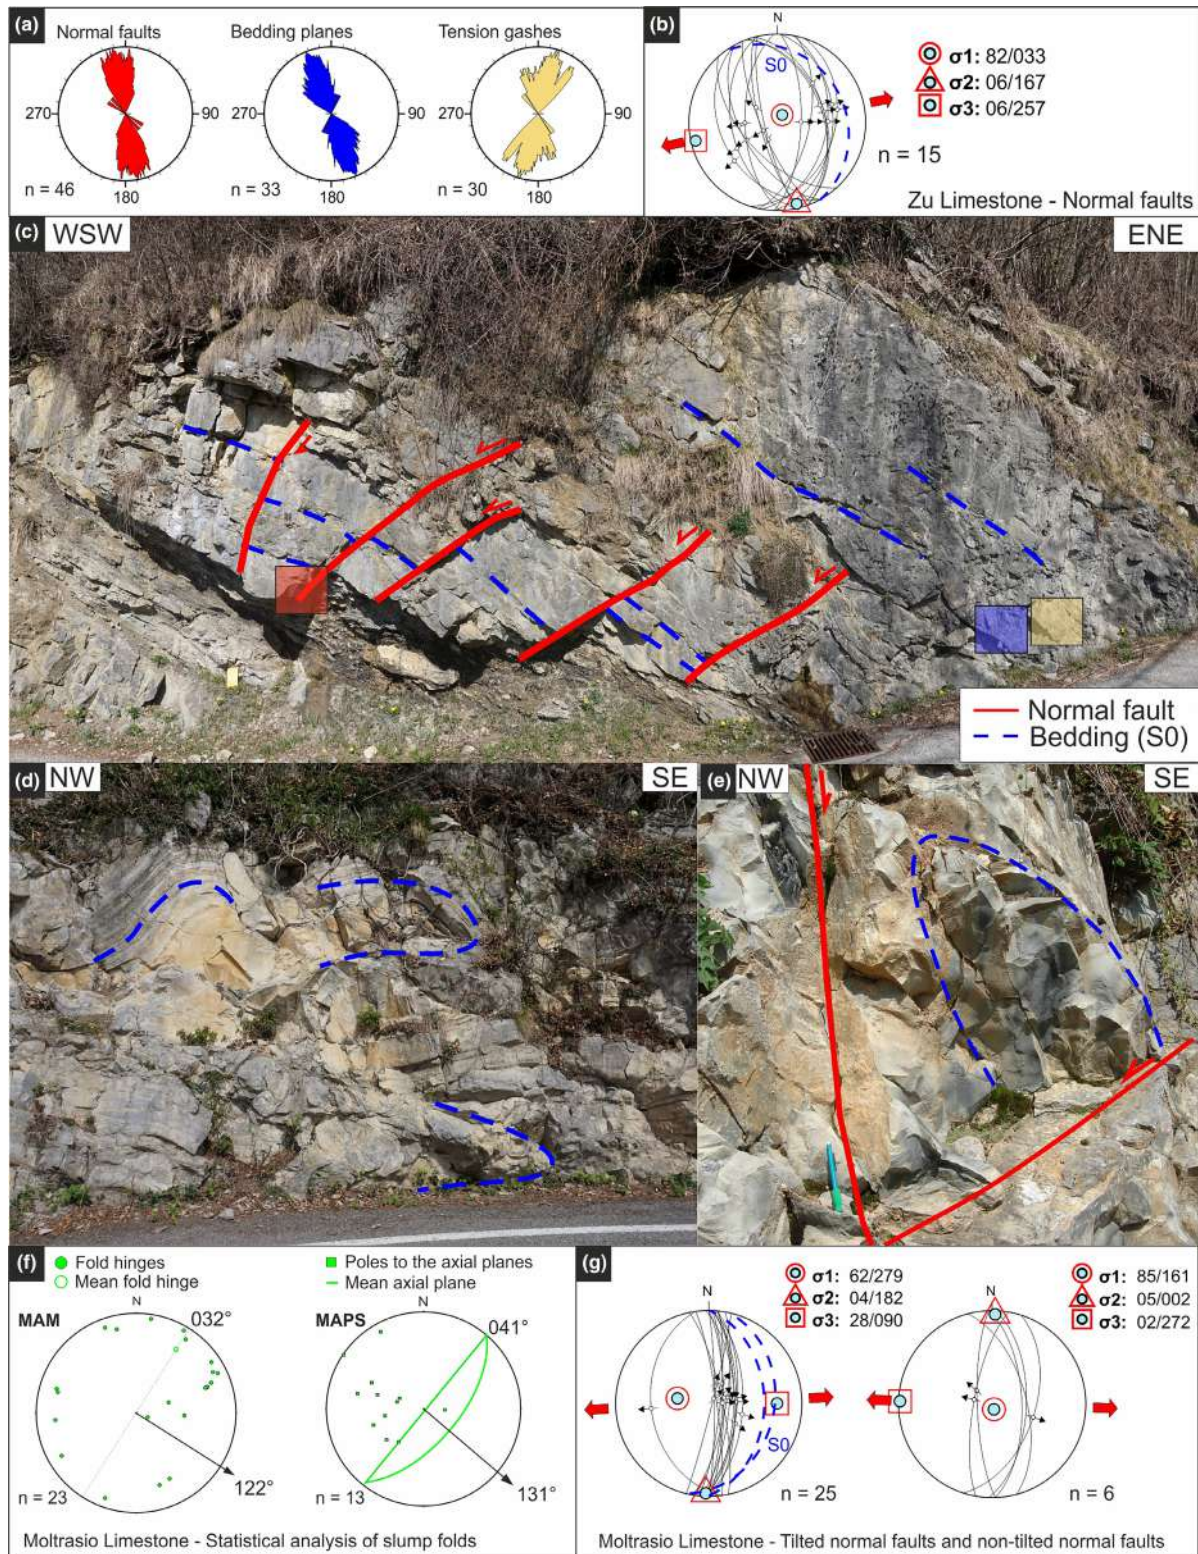 (a)
Normal faults
Bedding planes
Tension gashes
270
90
270
90
180
180
180
n = 46
n = 33
n = 30
(b)
N
S0
σ1: 82/033
σ2: 06/167
σ3: 06/257
n = 15
Zu Limestone - Normal faults
(c) WSW
ENE
Normal fault
Bedding (S0)
(d) NW
SE
(e) NW
SE
(f)
Fold hinges
Mean fold hinge
Poles to the axial planes
Mean axial plane
MAM
N
032°
122°
n = 23
MAPS
N
041°
131°
n = 13
Moltrasio Limestone - Statistical analysis of slump folds
(g)
σ1: 62/279
σ2: 04/182
σ3: 28/090
N
S0
n = 25
σ1: 85/161
σ2: 05/002
σ3: 02/272
N
n = 6
Moltrasio Limestone - Tilted normal faults and non-tilted normal faults